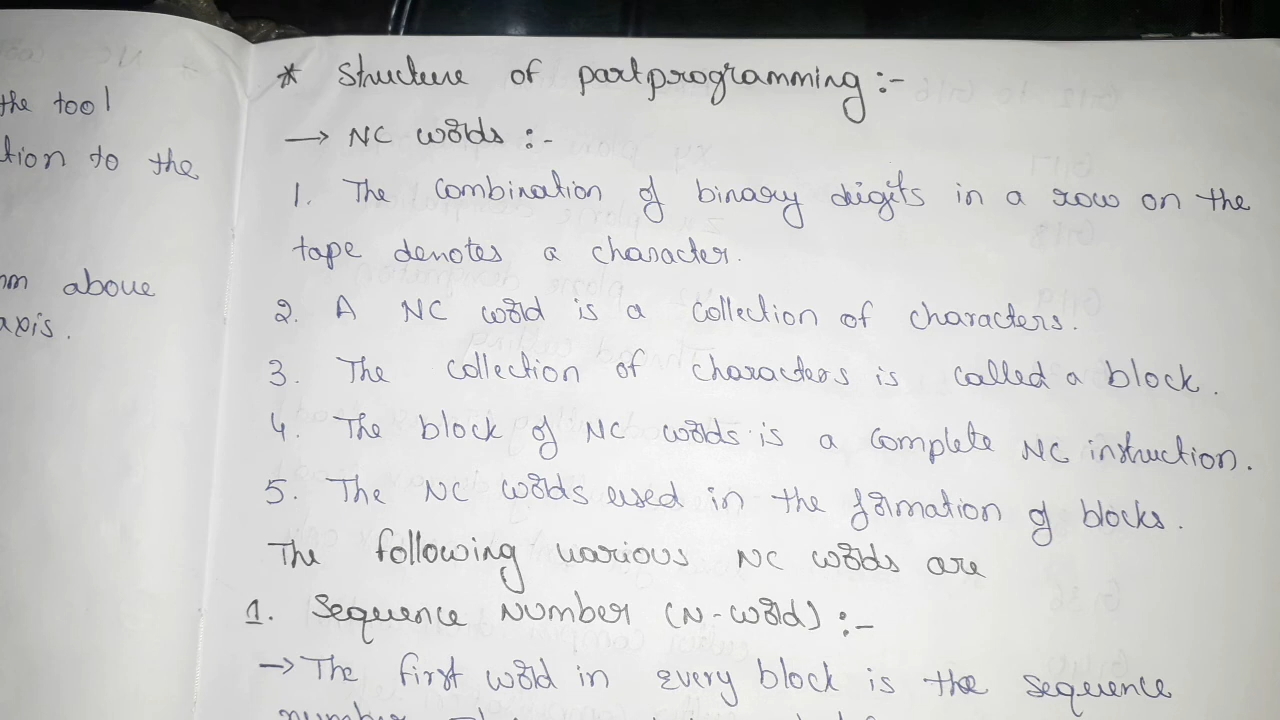 the tool
tion to the
m above
axis.
* Structure of partprogramming :-
→ NC words :-
1. The combination of binary digits in a row on the
tape denotes a character.
2. A NC word is a collection of characters.
3. The collection of characters is called a block.
4. The block of NC words is a complete NC instruction.
5. The NC words used in the formation of blocks.
The following various NC words are
1. Sequence Number (N-word) :-
→ The first word in every block is the sequence